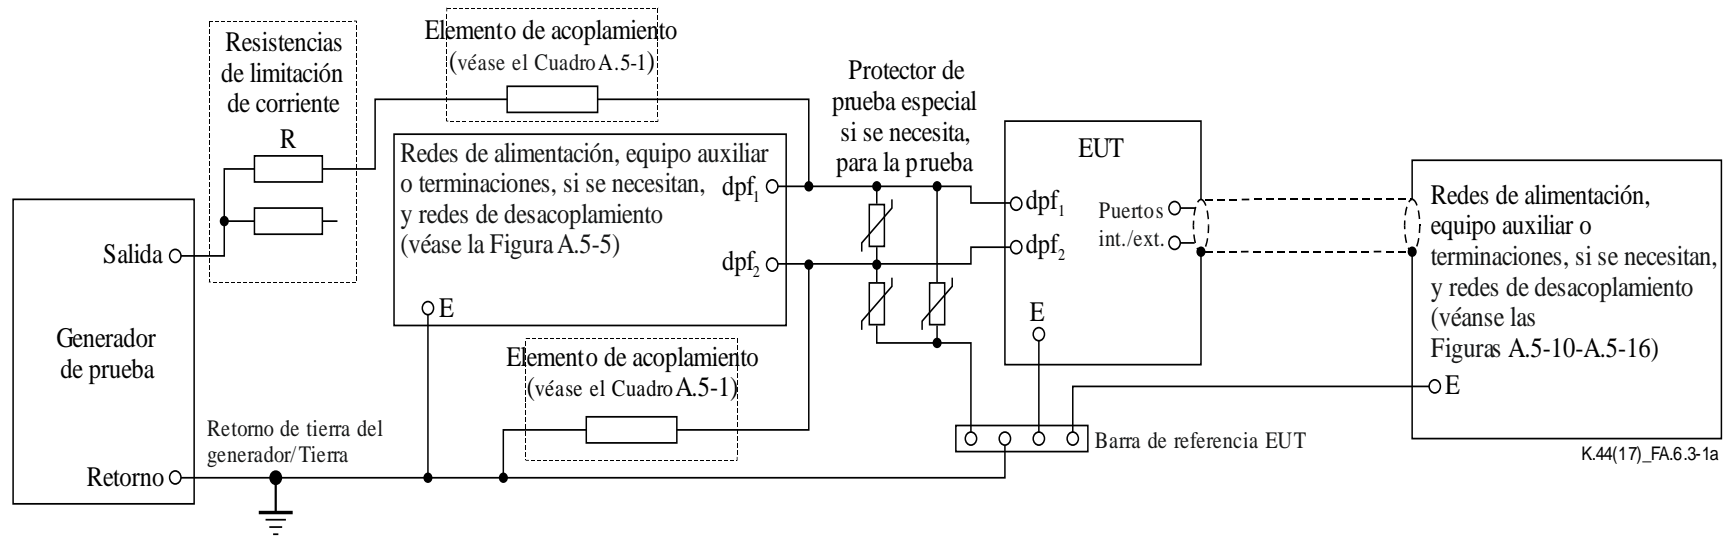 Resistencias
de limitación
de corriente
R
Elemento de acoplamiento
(véase el Cuadro A.5-1)
Redes de alimentación, equipo auxiliar
o terminaciones, si se necesitan,
y redes de desacoplamiento
(véase la Figura A.5-5)
dpf1
dpf2
E
Protector de
prueba especial
si se necesita,
para la prueba
EUT
dpf1
dpf2
Puertos
int./ext.
E
Redes de alimentación,
equipo auxiliar o
terminaciones, si se necesitan,
y redes de desacoplamiento
(véanse las
Figuras A.5-10-A.5-16)
E
Salida
Generador
de prueba
Retorno
Retorno de tierra del
generador/Tierra
Elemento de acoplamiento
(véase el Cuadro A.5-1)
Barra de referencia EUT
K.44(17)_FA.6.3-1a